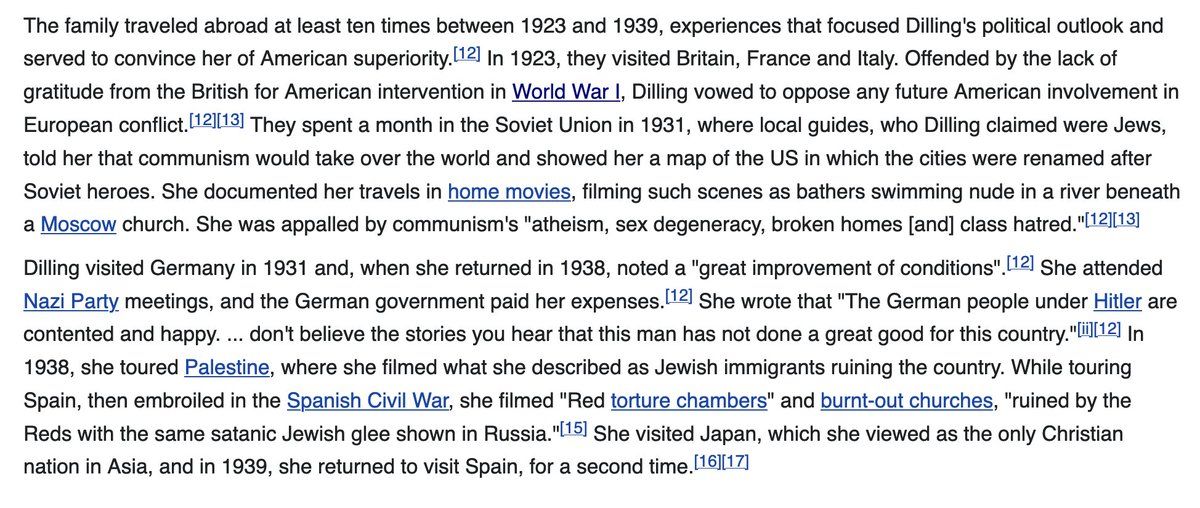 The family traveled abroad at least ten times between 1923 and 1939, experiences that focused Dilling's political outlook and
served to convince her of American superiority.[12] In 1923, they visited Britain, France and Italy. Offended by the lack of
gratitude from the British for American intervention in World War I, Dilling vowed to oppose any future American involvement in
European conflict.[12][13] They spent a month in the Soviet Union in 1931, where local guides, who Dilling claimed were Jews,
told her that communism would take over the world and showed her a map of the US in which the cities were renamed after
Soviet heroes. She documented her travels in home movies, filming such scenes as bathers swimming nude in a river beneath
a Moscow church. She was appalled by communism's "atheism, sex degeneracy, broken homes [and] class hatred."[12][13]
Dilling visited Germany in 1931 and, when she returned in 1938, noted a "great improvement of conditions".[12] She attended
Nazi Party meetings, and the German government paid her expenses.[12] She wrote that "The German people under Hitler are
contented and happy. ... don't believe the stories you hear that this man has not done a great good for this country."[ii][12] In
1938, she toured Palestine, where she filmed what she described as Jewish immigrants ruining the country. While touring
Spain, then embroiled in the Spanish Civil War, she filmed "Red torture chambers" and burnt-out churches, "ruined by the
Reds with the same satanic Jewish glee shown in Russia."[15] She visited Japan, which she viewed as the only Christian
nation in Asia, and in 1939, she returned to visit Spain, for a second time.[16][17]